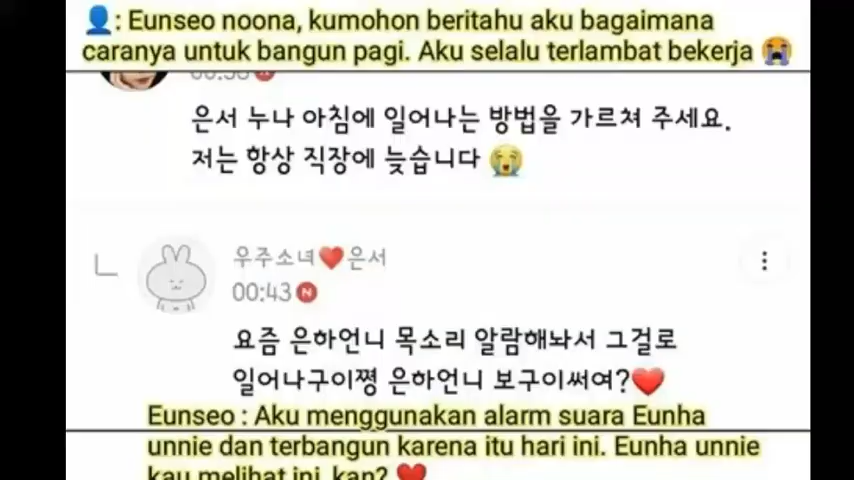 👤: Eunseo noona, kumohon beritahu aku bagaimana
caranya untuk bangun pagi. Aku selalu terlambat bekerja 😭
은서 누나 아침에 일어나는 방법을 가르쳐 주세요.
저는 항상 직장에 늦습니다 😭
우주소녀❤️은서
00:43 N
요즘 은하언니 목소리 알람해놔서 그걸로
일어나구이쪙 은하언니 보구이써여?❤️
Eunseo : Aku menggunakan alarm suara Eunha
unnie dan terbangun karena itu hari ini. Eunha unnie
kau melihat ini, kan? ❤️